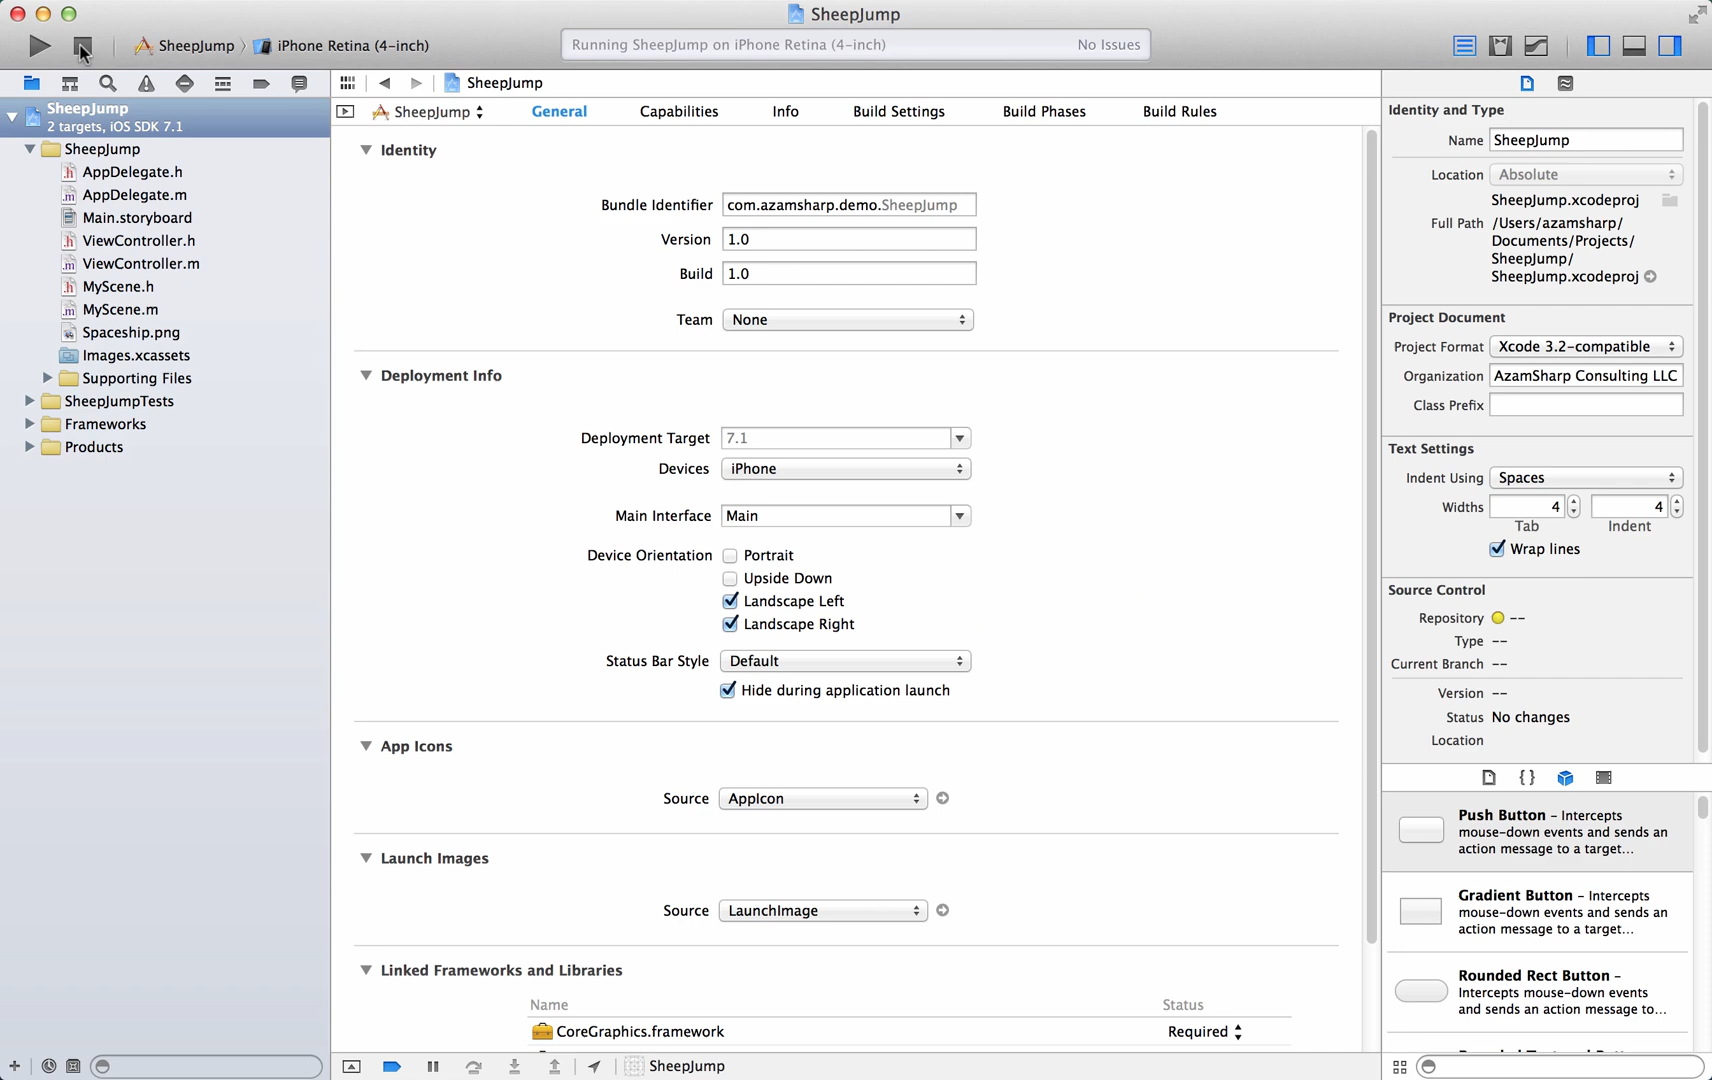 SheepJump
SheepJump
iPhone Retina (4-inch)
Running SheepJump on iPhone Retina (4-inch)
No Issues
SheepJump
2 targets, iOS SDK 7.1
SheepJump
AppDelegate.h
AppDelegate.m
Main.storyboard
ViewController.h
ViewController.m
MyScene.h
MyScene.m
Spaceship.png
Images.xcassets
Supporting Files
SheepJumpTests
Frameworks
Products
SheepJump
SheepJump
General
Capabilities
Info
Build Settings
Build Phases
Build Rules
Identity
Bundle Identifier com.azamsharp.demo.SheepJump
Version 1.0
Build 1.0
Team None
Deployment Info
Deployment Target 7.1
Devices iPhone
Main Interface Main
Device Orientation Portrait
Upside Down
Landscape Left
Landscape Right
Status Bar Style Default
Hide during application launch
App Icons
Source AppIcon
Launch Images
Source LaunchImage
Linked Frameworks and Libraries
Name Status
CoreGraphics.framework Required
SheepJump
Identity and Type
Name SheepJump
Location Absolute
SheepJump.xcodeproj
Full Path /Users/azamsharp/
Documents/Projects/
SheepJump/
SheepJump.xcodeproj
Project Document
Project Format Xcode 3.2-compatible
Organization AzamSharp Consulting LLC
Class Prefix
Text Settings
Indent Using Spaces
Widths 4 4
Tab Indent
Wrap lines
Source Control
Repository --
Type --
Current Branch --
Version --
Status No changes
Location
{ }
Push Button - Intercepts
mouse-down events and sends an
action message to a target...
Gradient Button - Intercepts
mouse-down events and sends an
action message to a target...
Rounded Rect Button -
Intercepts mouse-down events
and sends an action message to...